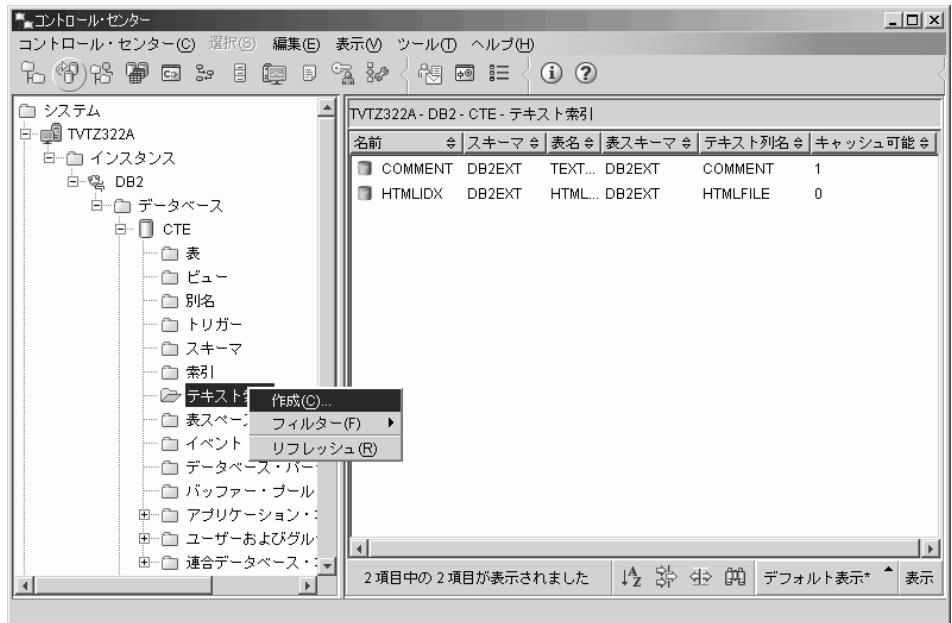 コントロール・センター
コントロール・センター(C) 選択(S) 編集(E) 表示(V) ツール(T) ヘルプ(H)
システム
TVTZ322A
インスタンス
DB2
データベース
CTE
表
ビュー
別名
トリガー
スキーマ
索引
テキスト
表スペー
イベント
データベース・パー
バッファー・プール
アプリケーション・
ユーザーおよびグル
連合データベース・
作成(C)...
フィルター(F)
リフレッシュ(R)
TVTZ322A - DB2 - CTE - テキスト索引
名前 スキーマ 表名 表スキーマ テキスト列名 キャッシュ可能
COMMENT DB2EXT TEXT... DB2EXT COMMENT 1
HTMLIDX DB2EXT HTML... DB2EXT HTMLFILE 0
2 項目中の 2 項目が表示されました デフォルト表示* 表示